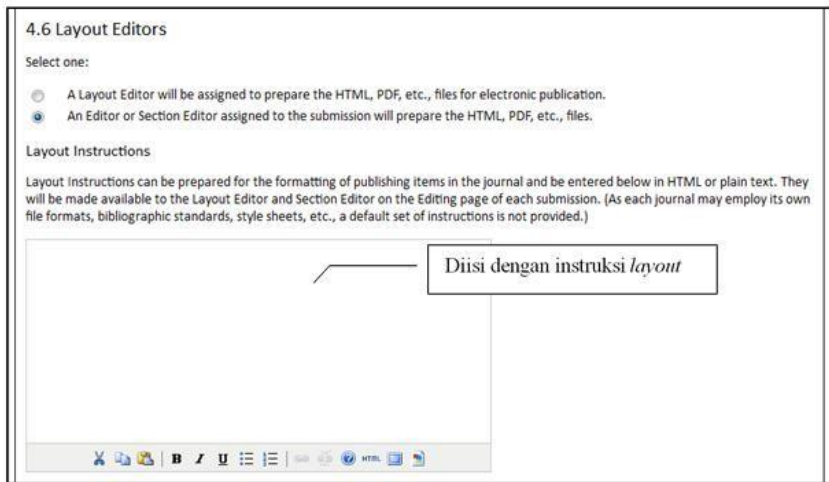 4.6 Layout Editors
Select one:
A Layout Editor will be assigned to prepare the HTML, PDF, etc., files for electronic publication.
An Editor or Section Editor assigned to the submission will prepare the HTML, PDF, etc., files.
Layout Instructions
Layout Instructions can be prepared for the formatting of publishing items in the journal and be entered below in HTML or plain text. They
will be made available to the Layout Editor and Section Editor on the Editing page of each submission. (As each journal may employ its own
file formats, bibliographic standards, style sheets, etc., a default set of instructions is not provided.)
Diisi dengan instruksi layout
B I U HTML